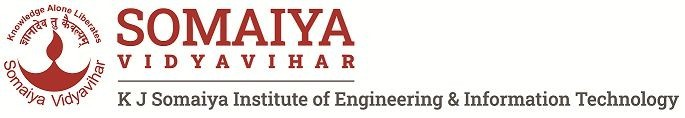 Knowledge Alone Liberates
ज्ञानादेव तु कैवल्यम्
Somaiya Vidyavihar
SOMAIYA
VIDYAVIHAR
K J Somaiya Institute of Engineering & Information Technology